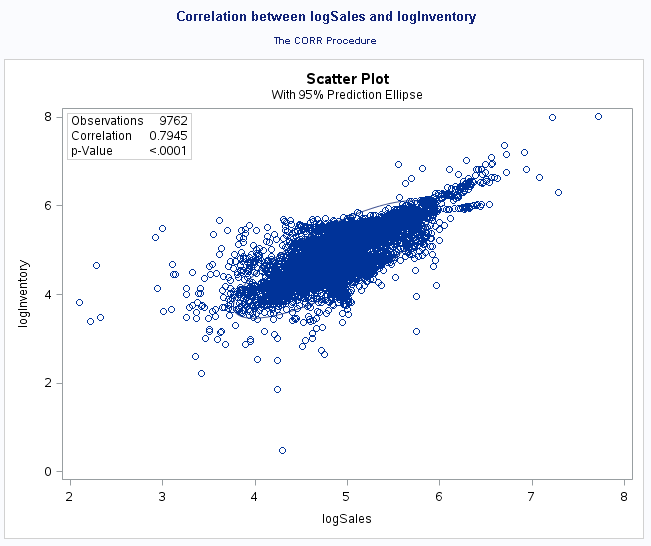 Correlation between logSales and logInventory
The CORR Procedure
Scatter Plot
With 95% Prediction Ellipse
Observations 9762
Correlation 0.7945
p-Value <.0001
8
6
4
2
0
logInventory
2 3 4 5 6 7 8
logSales